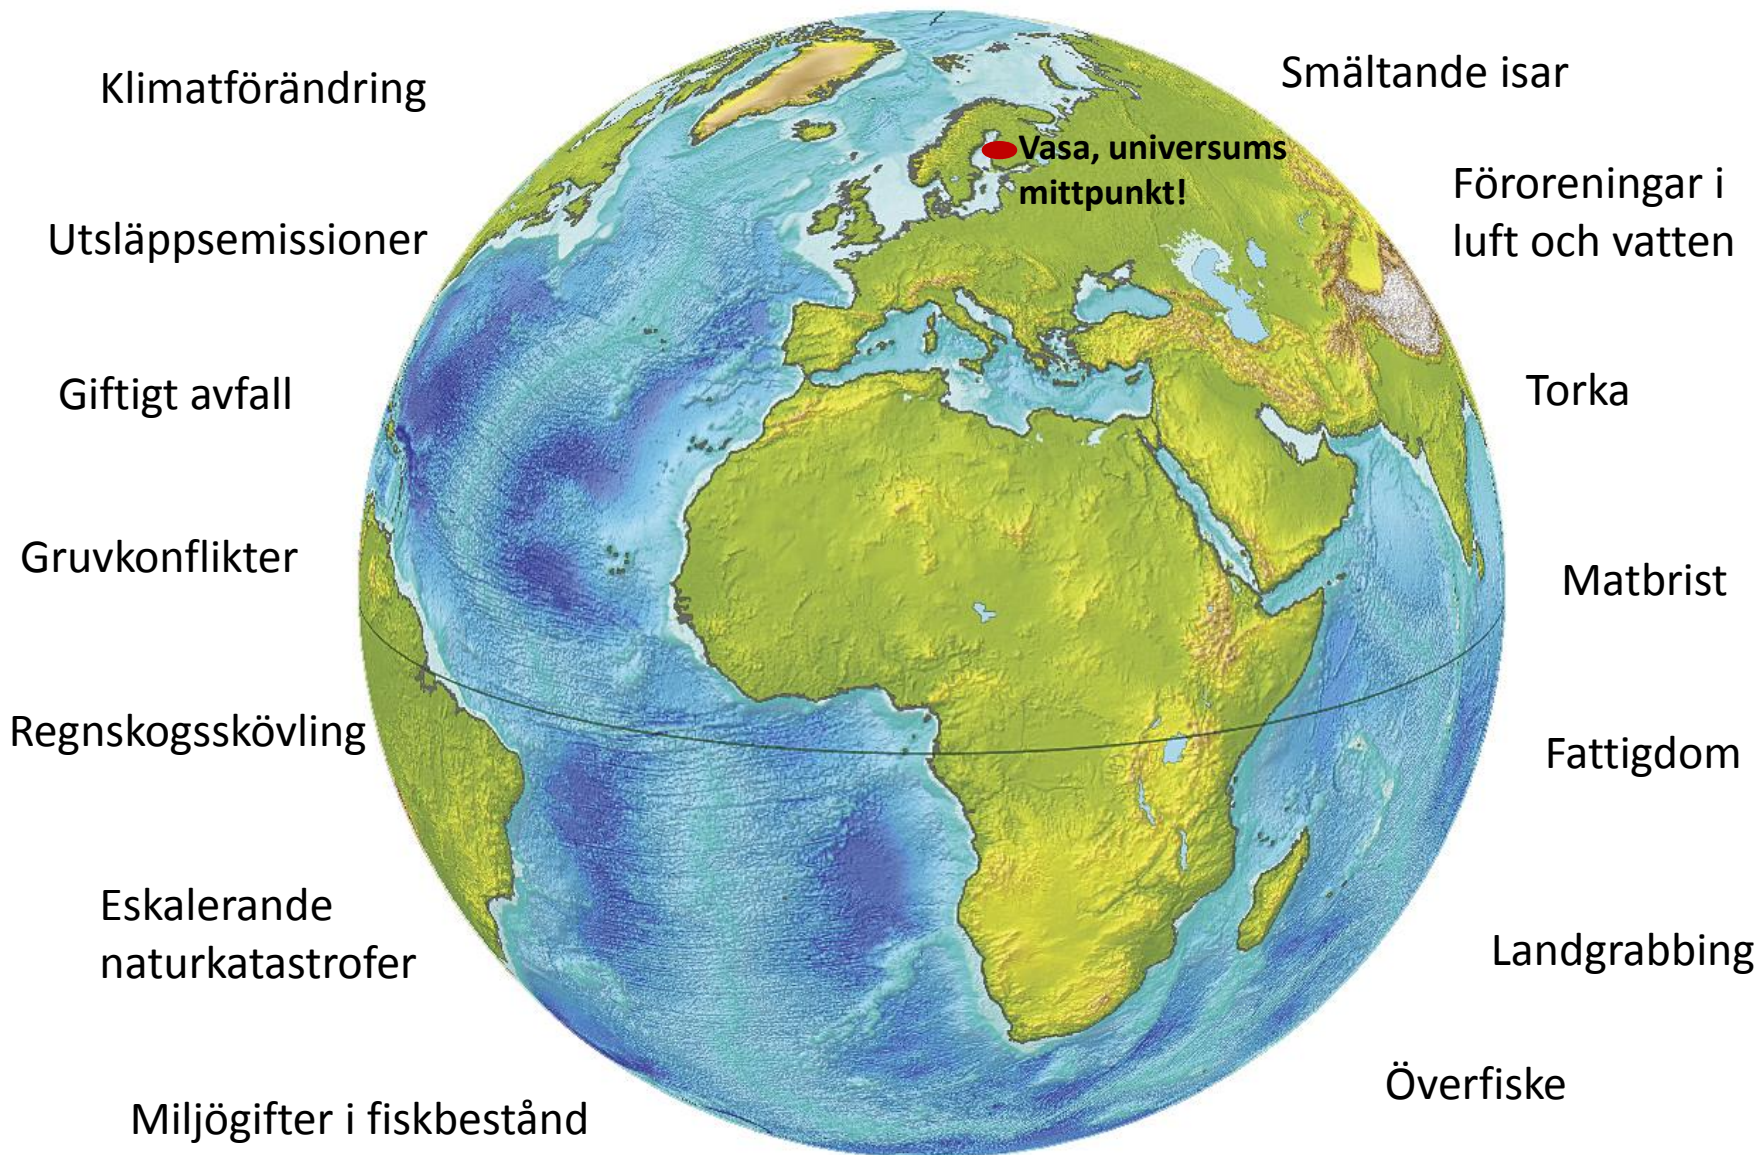 Klimatförändring
Utsläppsemissioner
Giftigt avfall
Gruvkonflikter
Regnskogsskövling
Eskalerande
naturkatastrofer
Miljögifter i fiskbestånd
Vasa, universums
mittpunkt!
Smältande isar
Föroreningar i
luft och vatten
Torka
Matbrist
Fattigdom
Landgrabbing
Överfiske